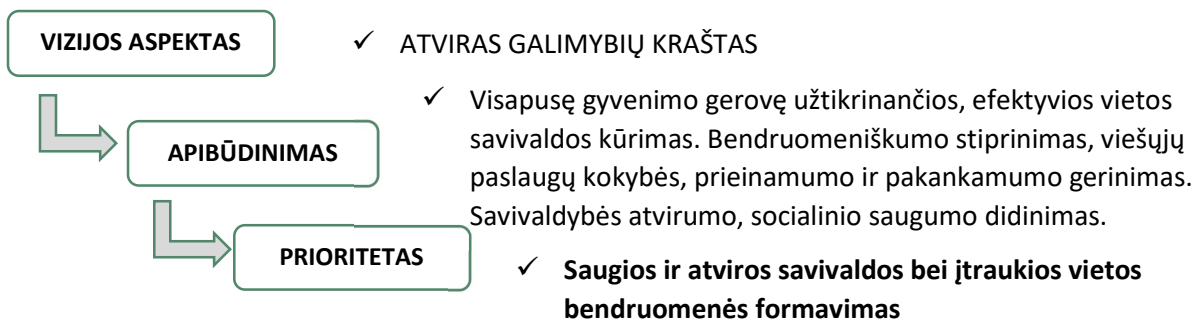 VIZIJOS ASPEKTAS
✓ ATVIRAS GALIMYBIŲ KRAŠTAS
APIBŪDINIMAS
✓ Visapusę gyvenimo gerovę užtikrinančios, efektyvios vietos
savivaldos kūrimas. Bendruomeniškumo stiprinimas, viešųjų
paslaugų kokybės, prieinamumo ir pakankamumo gerinimas.
Savivaldybės atvirumo, socialinio saugumo didinimas.
PRIORITETAS
✓ Saugios ir atviros savivaldos bei įtraukios vietos
bendruomenės formavimas